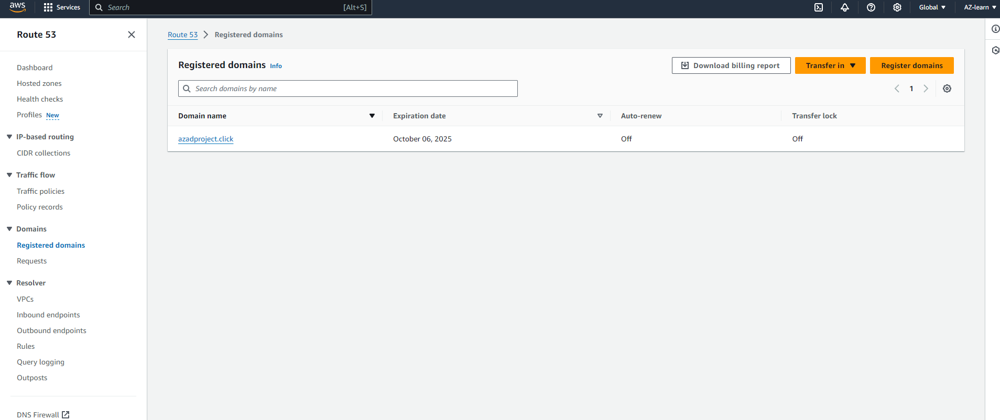 aws
Services
Search
[Alt+S]
Global
AZ-learn
Route 53
Dashboard
Hosted zones
Health checks
Profiles New
IP-based routing
CIDR collections
Traffic flow
Traffic policies
Policy records
Domains
Registered domains
Requests
Resolver
VPCs
Inbound endpoints
Outbound endpoints
Rules
Query logging
Outposts
DNS Firewall
Route 53 Registered domains
Registered domains Info
Download billing report
Transfer in
Register domains
Search domains by name
1
Domain name Expiration date Auto-renew Transfer lock
azadproject.click October 06, 2025 Off Off